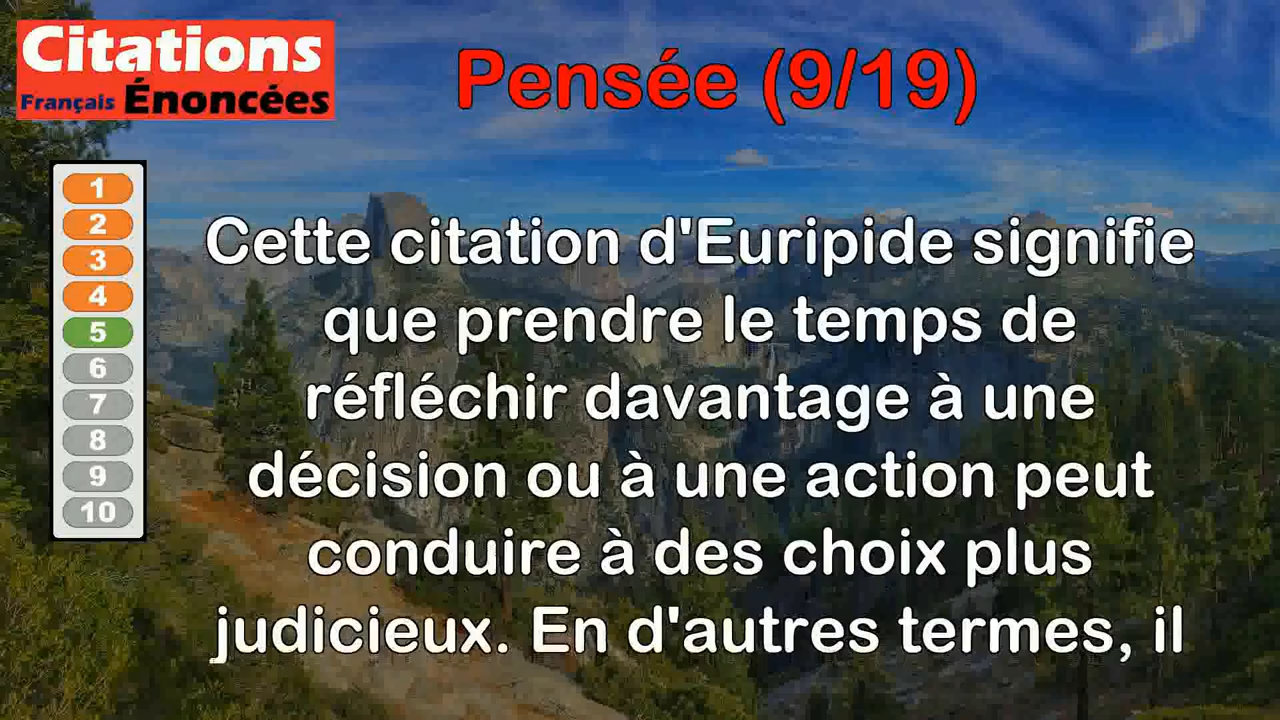 Citations
Français Énoncées
Pensée (9/19)
1
2
3
4
5
6
7
8
9
10
Cette citation d'Euripide signifie
que prendre le temps de
réfléchir davantage à une
décision ou à une action peut
conduire à des choix plus
judicieux. En d'autres termes, il